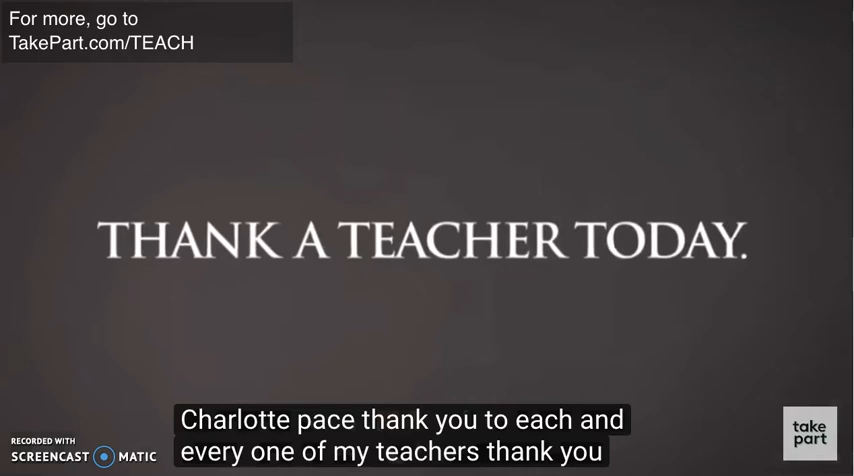 For more, go to
TakePart.com/TEACH
THANK A TEACHER TODAY.
Charlotte pace thank you to each and
every one of my teachers thank you
RECORDED WITH
SCREENCAST MATIC
take
part